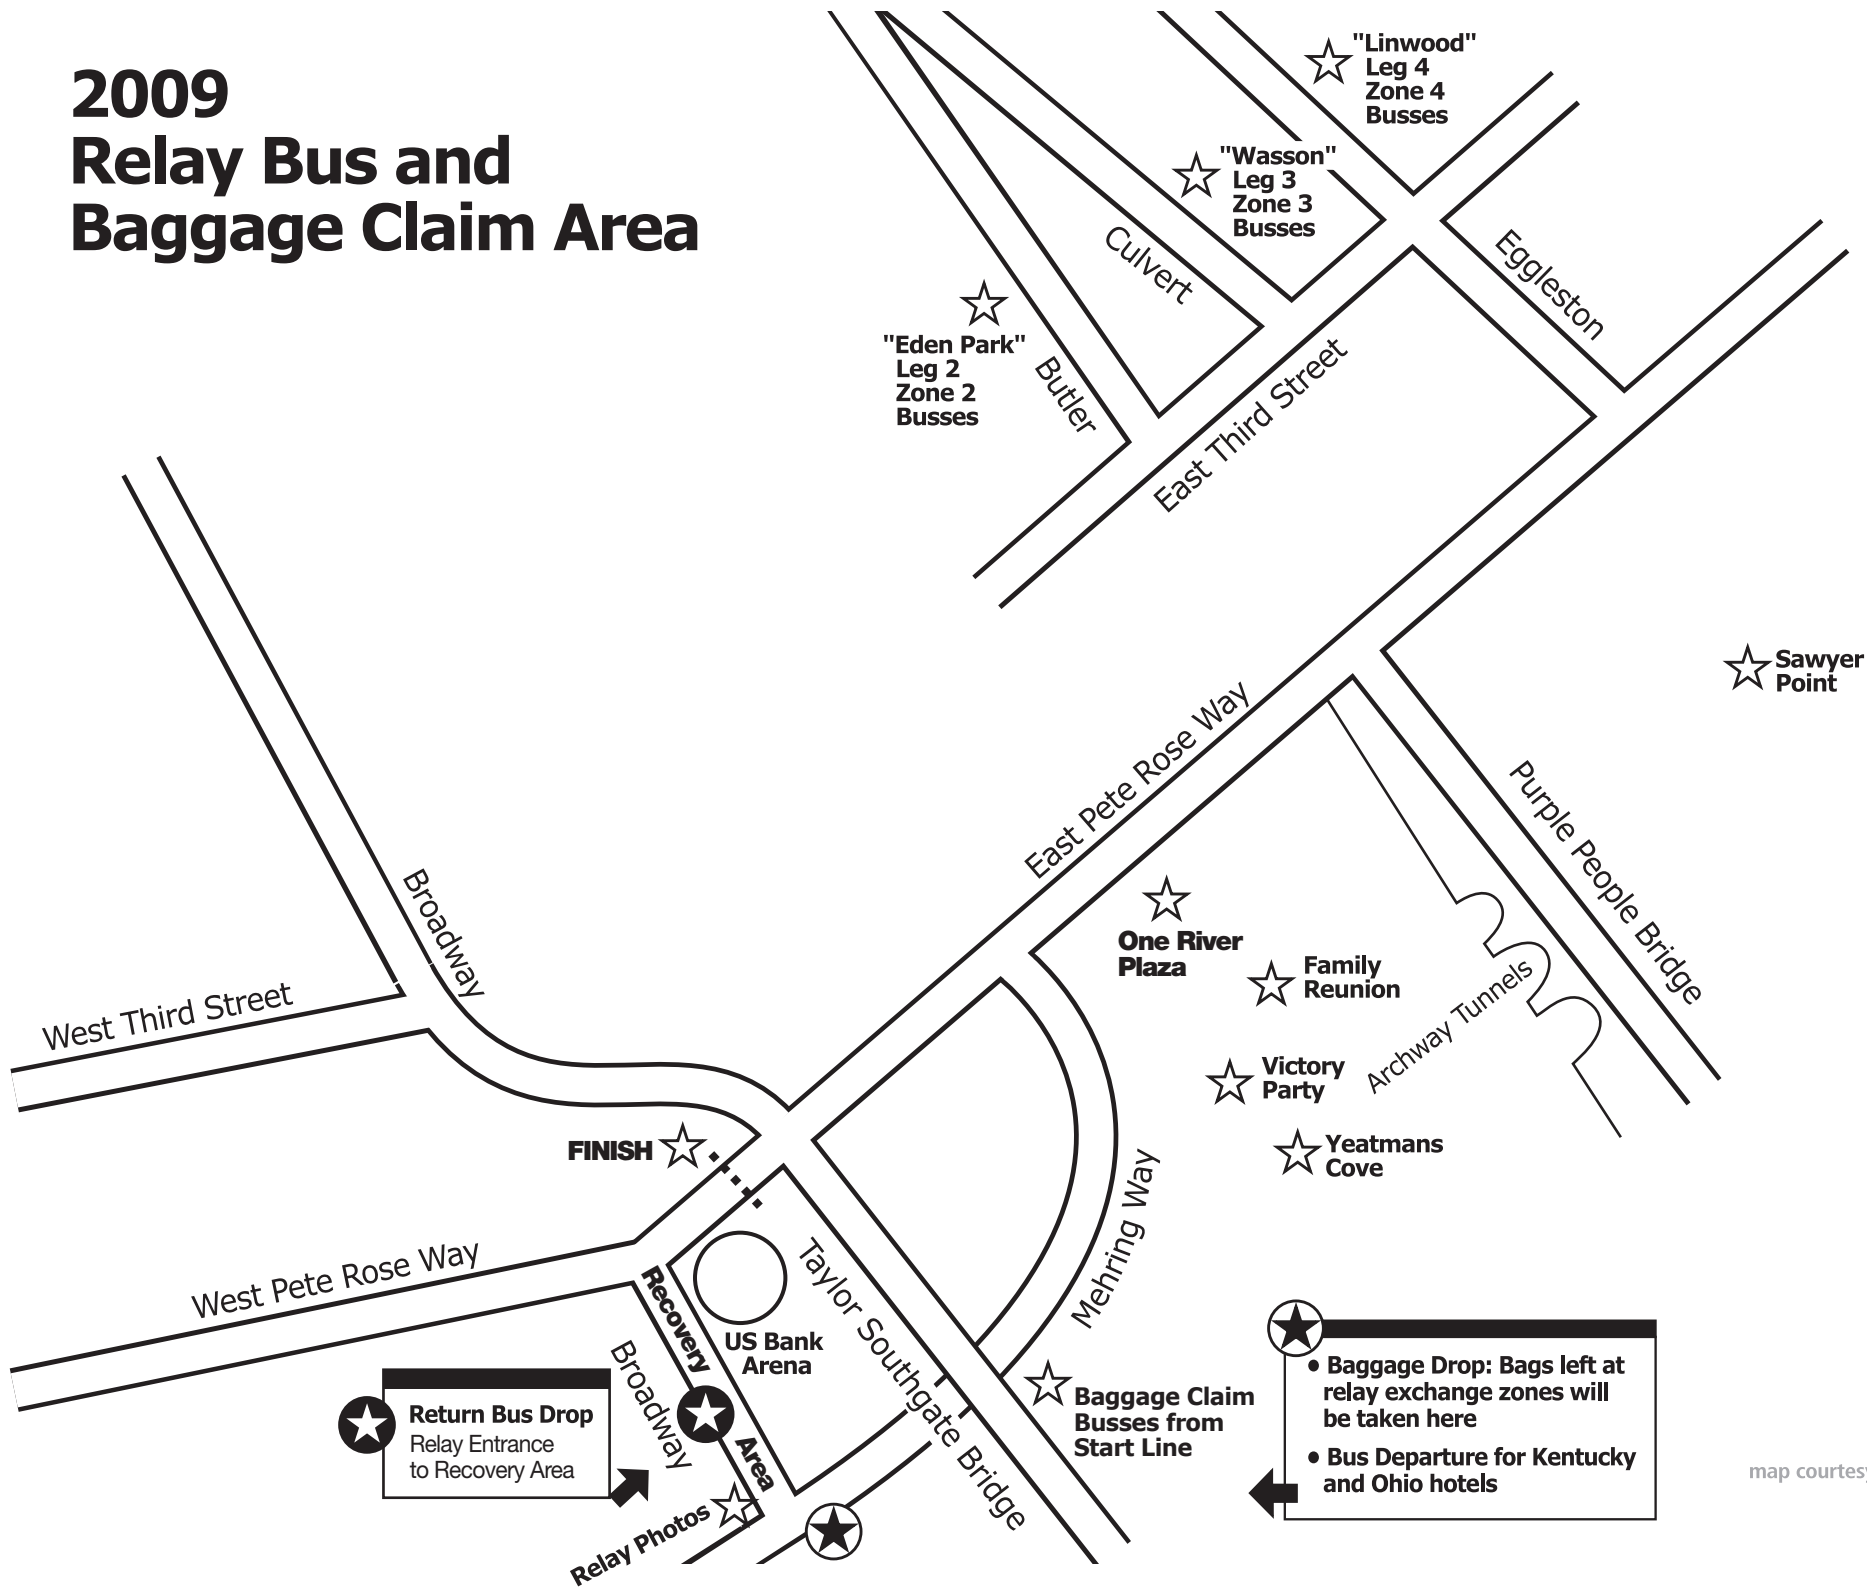 2009
Relay Bus and
Baggage Claim Area
"Linwood"
Leg 4
Zone 4
Busses
"Wasson"
Leg 3
Zone 3
Busses
Culvert
Eggleston
"Eden Park"
Leg 2
Zone 2
Busses
Butler
East Third Street
Sawyer
Point
East Pete Rose Way
Purple People Bridge
Broadway
One River
Plaza
Family
Reunion
Archway Tunnels
West Third Street
Victory
Party
Yeatmans
Cove
FINISH
Mehring Way
West Pete Rose Way
Recovery
Area
US Bank
Arena
Taylor Southgate Bridge
Broadway
Return Bus Drop
Relay Entrance
to Recovery Area
Relay Photos
Baggage Claim
Busses from
Start Line
• Baggage Drop: Bags left at
relay exchange zones will
be taken here
• Bus Departure for Kentucky
and Ohio hotels
map courtesy